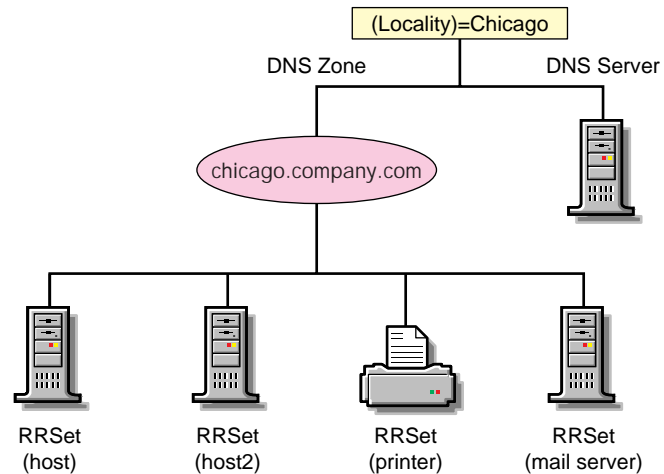 (Locality)=Chicago
DNS Zone
DNS Server
chicago.company.com
RRSet
(host)
RRSet
(host2)
RRSet
(printer)
RRSet
(mail server)